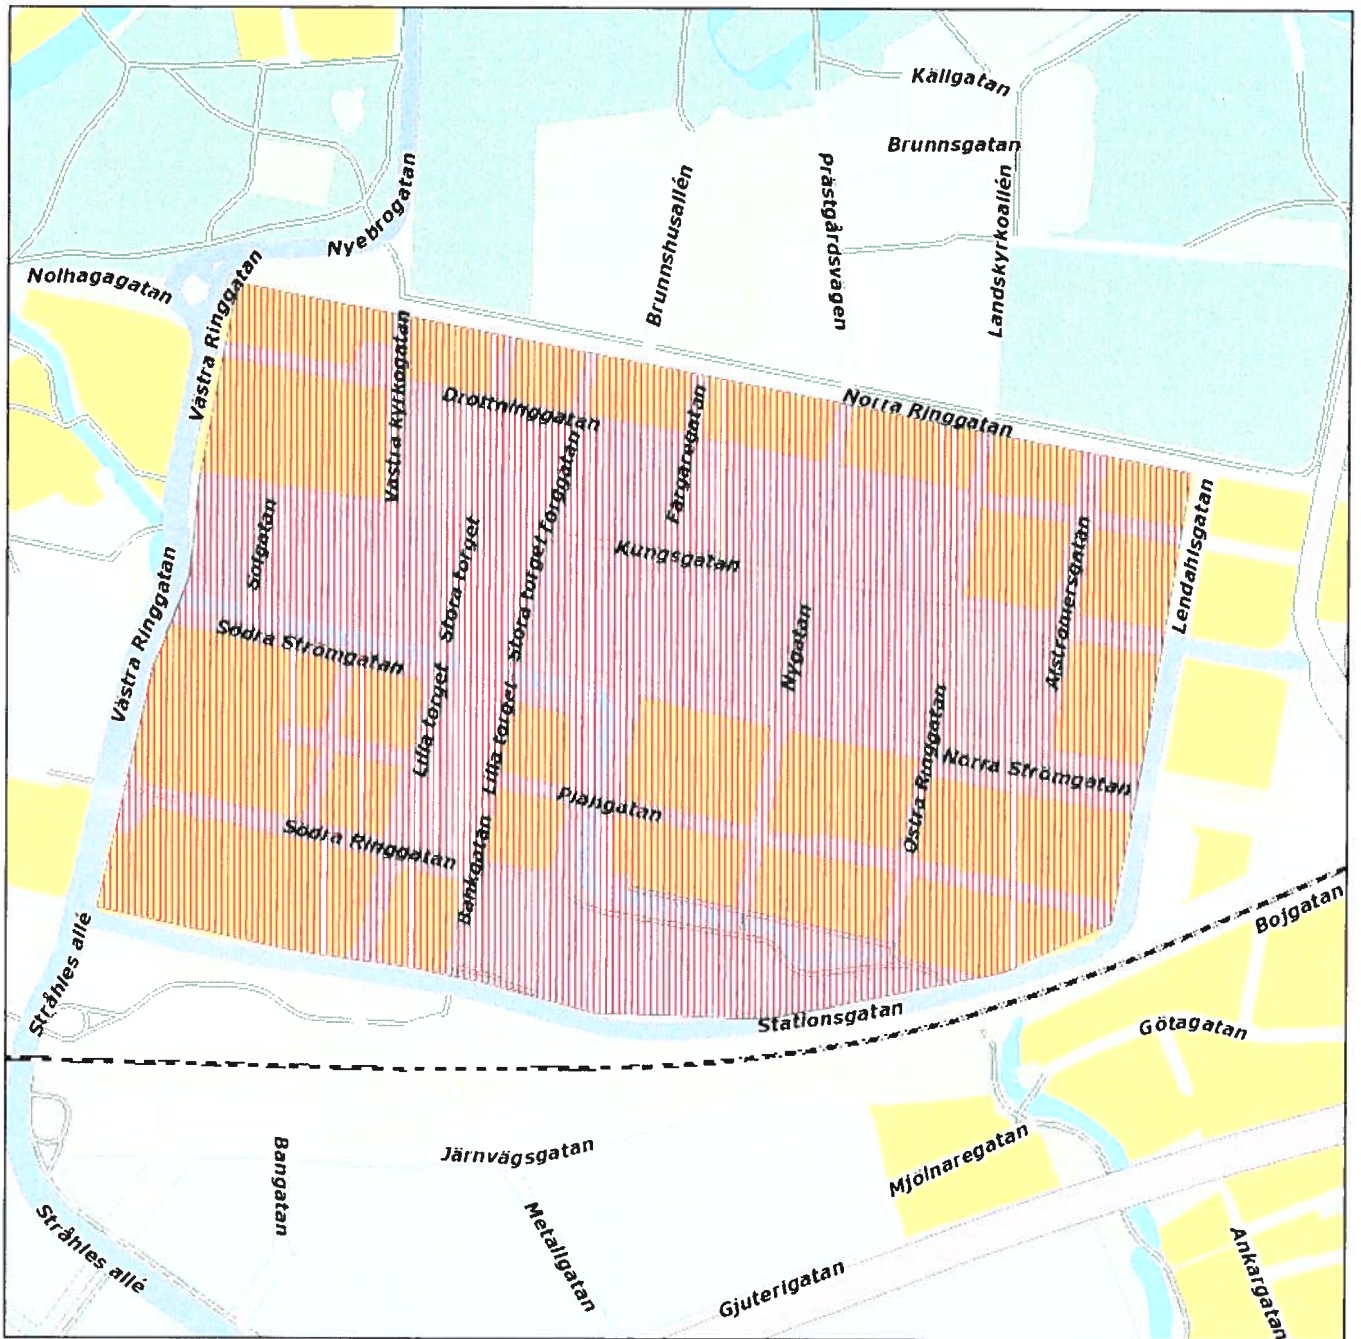 Källgatan
Brunnsgatan
Nyebrogatan
Brunnshusallén
Prästgårdsvägen
Landskyrkoallén
Nolhagagatan
Västra Ringgatan
Västra Kyrkogatan
Drottninggatan
Färgaregatan
Norra Ringgatan
Torggatan
Solgatan
Stora torget
Stora torget
Kungsgatan
Alströmersgatan
Lendahlsgatan
Västra Ringgatan
Södra Strömgatan
Nygatan
Lilla torget
Lilla torget
Östra Ringgatan
Norra Strömgatan
Plangatan
Södra Ringgatan
Bankgatan
Stråhles allé
Bojgatan
Stationsgatan
Götagatan
Bangatan
Järnvägsgatan
Mjölnaregatan
Stråhles allé
Metallgatan
Gjuterigatan
Ankargatan